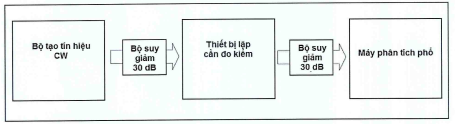 Bộ tạo tín hiệu
CW
Bộ suy
giảm
30 dB
Thiết bị lặp
cần đo kiểm
Bộ suy
giảm
30 dB
Máy phân tích phổ